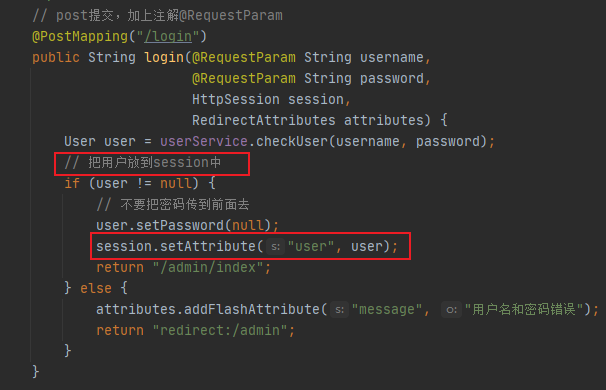 // post提交，加上注解@RequestParam
@PostMapping("/login")
public String login(@RequestParam String username,
@RequestParam String password,
HttpSession session,
RedirectAttributes attributes) {
User user = userService.checkUser(username, password);
// 把用户放到session中
if (user != null) {
// 不要把密码传到前面去
user.setPassword(null);
session.setAttribute( s: "user", user);
return "/admin/index";
} else {
attributes.addFlashAttribute( s: "message", o: "用户名和密码错误");
return "redirect:/admin";
}
}